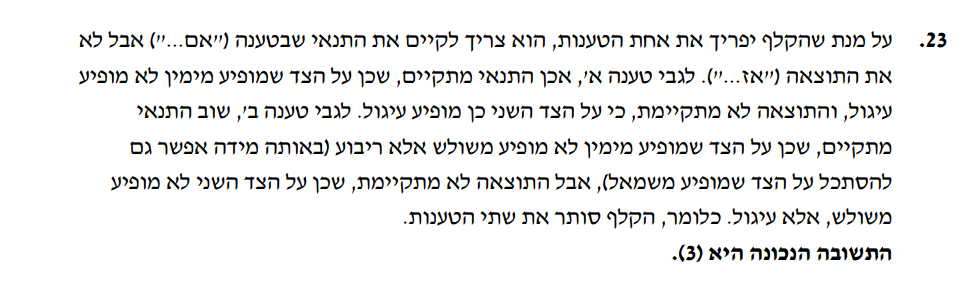 23. על מנת שהקלף יפריך את אחת הטענות, הוא צריך לקיים את התנאי שבטענה ("אם...") אבל לא
את התוצאה ("אז..."). לגבי טענה א', אכן התנאי מתקיים, שכן על הצד שמופיע מימין לא מופיע
עיגול, והתוצאה לא מתקיימת, כי על הצד השני כן מופיע עיגול. לגבי טענה ב', שוב התנאי
מתקיים, שכן על הצד שמופיע מימין לא מופיע משולש אלא ריבוע (באותה מידה אפשר גם
להסתכל על הצד שמופיע משמאל), אבל התוצאה לא מתקיימת, שכן על הצד השני לא מופיע
משולש, אלא עיגול. כלומר, הקלף סותר את שתי הטענות.
התשובה הנכונה היא (3).